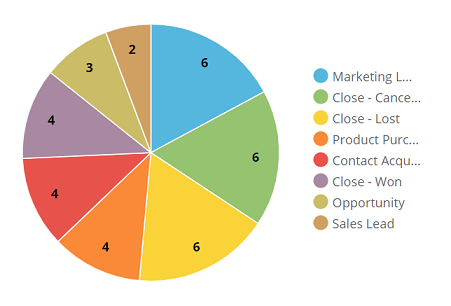 6
6
6
4
4
4
3
2
Marketing L...
Close - Cance...
Close - Lost
Product Purc...
Contact Acqu...
Close - Won
Opportunity
Sales Lead